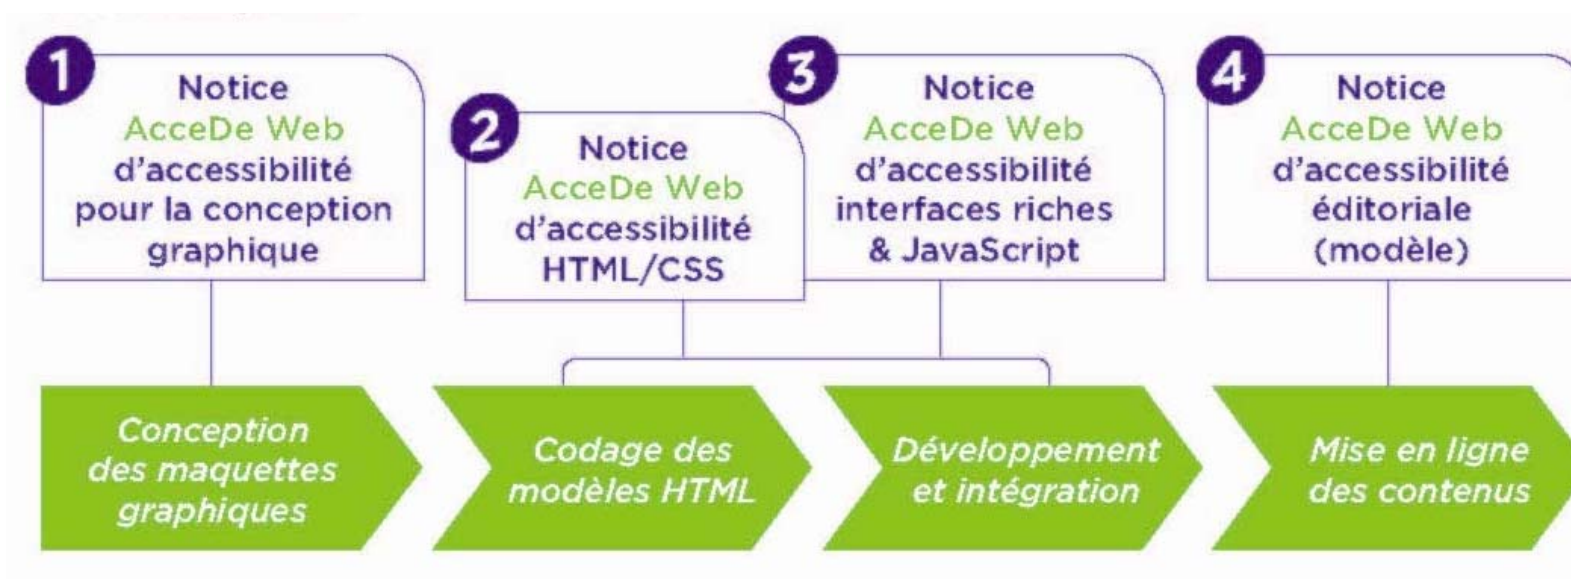 1
Notice
AcceDe Web
d’accessibilité
pour la conception
graphique
2
Notice
AcceDe Web
d’accessibilité
HTML/CSS
3
Notice
AcceDe Web
d’accessibilité
interfaces riches
& JavaScript
4
Notice
AcceDe Web
d’accessibilité
éditoriale
(modèle)
Conception
des maquettes
graphiques
Codage des
modèles HTML
Développement
et intégration
Mise en ligne
des contenus